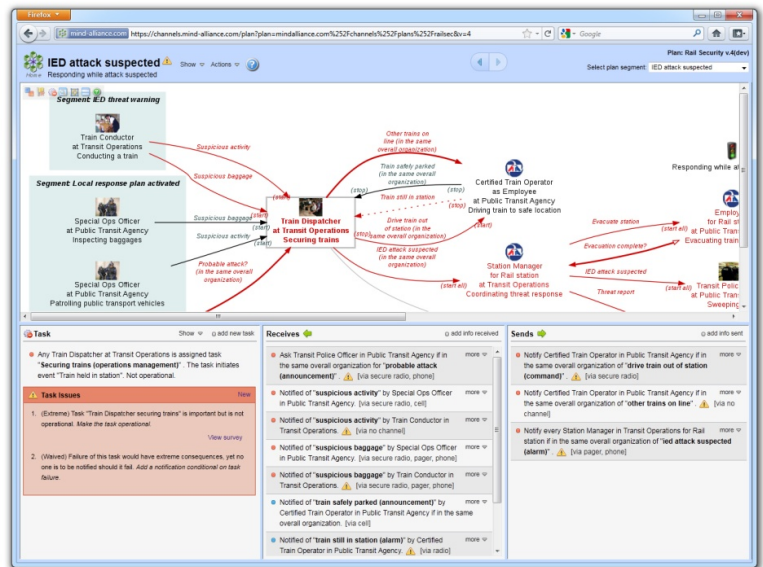 Firefox
mind-alliance.com https://channels.mind-alliance.com/plan?plan=mindalliance.com%252Fchannels%252Fplans%252Frailsec&v=4
Google
IED attack suspected
Show
Actions
Plan: Rail Security v.4(dev)
Home
Responding while attack suspected
Select plan segment: IED attack suspected
Segment: IED threat warning
Train Conductor
at Transit Operations
Conducting a train
Suspicious activity
Suspicious baggage
(start)
Other trains on
line (in the same
overall organization)
Train safely parked
(in the same overall
organization)
(stop)
(stop)
Train still in station
(stop)
(stop)
Certified Train Operator
as Employee
at Public Transit Agency
Driving train to safe location
Responding while at
Segment: Local response plan activated
Special Ops Officer
at Public Transit Agency
Inspecting baggages
Suspicious baggage
(start)
Suspicious activity
(start)
Train Dispatcher
at Transit Operations
Securing trains
Drive train out
of station (in the
same overall
organization)
(start)
IED attack suspected
(in the same overall
organization)
(start all)
Special Ops Officer
at Public Transit Agency
Patrolling public transport vehicles
Probable attack?
(in the same overall
organization)
Station Manager
for Rail station
at Transit Operations
Coordinating threat response
Evacuate station
(start all)
Evacuation complete?
IED attack suspected
(start all)
Threat report
Employ
for Rail st
at Public Tran
Evacuating train
Transit Polic
at Public Tran
Sweeping
Task
Show
add new task
Any Train Dispatcher at Transit Operations is assigned task
"Securing trains (operations management)" . The task initiates
event "Train held in station". Not operational.
Task Issues
New
1. (Extreme) Task "Train Dispatcher securing trains" is important but is not
operational. Make the task operational.
View survey
2. (Waived) Failure of this task would have extreme consequences, yet no
one is to be notified should it fail. Add a notification conditional on task
failure.
Receives
add info received
Ask Transit Police Officer in Public Transit Agency if in more
the same overall organization for "probable attack
(announcement)" . [via secure radio, phone]
Notified of "suspicious activity" by Special Ops Officer more
in Public Transit Agency. [via secure radio, cell]
Notified of "suspicious activity" by Train Conductor in more
Transit Operations. [via no channel]
Notified of "suspicious baggage" by Special Ops Officer more
in Public Transit Agency. [via secure radio, pager, phone]
Notified of "suspicious baggage" by Train Conductor in more
Transit Operations. [via secure radio, pager, phone]
Notified of "train safely parked (announcement)" by more
Certified Train Operator in Public Transit Agency if in the same
overall organization. [via cell]
Notified of "train still in station (alarm)" by Certified more
Train Operator in Public Transit Agency. [via radio]
Sends
add info sent
Notify Certified Train Operator in Public Transit Agency if in more
the same overall organization of "drive train out of station
(command)" . [via secure radio]
Notify Certified Train Operator in Public Transit Agency if in more
the same overall organization of "other trains on line" . [via no
channel]
Notify every Station Manager in Transit Operations for Rail more
station if in the same overall organization of "ied attack suspected
(alarm)" . [via pager, phone]